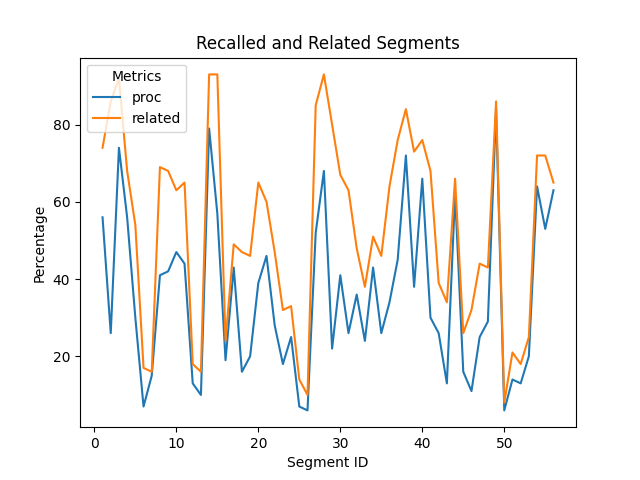 Recalled and Related Segments
Metrics
proc
related
Percentage
80
60
40
20
0 10 20 30 40 50
Segment ID